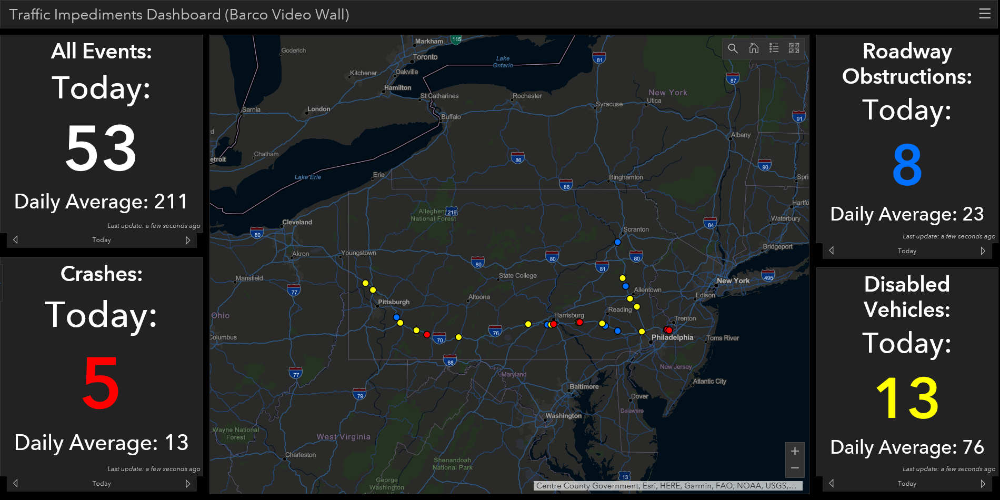 Traffic Impediments Dashboard (Barco Video Wall)
All Events:
Today:
53
Daily Average: 211
Last update: a few seconds ago
Today
Crashes:
Today:
5
Daily Average: 13
Last update: a few seconds ago
Today
Markham
115
Goderich
Toronto
Lake
Ontario
81
Kitchener
Oakville
87
Hamilton
St Catharines
Rochester
New York
Utica
Syracuse
Sarnia
London
Buffalo
91
rd
Albany
Chatham
etroit
86
90
Erie
Lake Erie
Binghamton
Spri
86
Hartfo
Allegheny
National Forest
219
Waterbury
Cleveland
84
80
Scranton
Bridgeport
Akron
Youngstown
80
80
80
81
State College
495
Mansfield
New York
77
Allentown
Edison
Altoona
Pittsburgh
Reading
Ohio
Harrisburg
Trenton
76
Columbus
70
Philadelphia
Toms River
68
New Jersey
77
Maryland
Atlantic City
Baltimore
79
Dover
Delaware
Washington
Wayne National
Forest
West Virginia
Charleston
Shenandoah
National Park
George
Washington
National Forest
13
Centre County Government, Esri, HERE, Garmin, FAO, NOAA, USGS,...
Roadway
Obstructions:
Today:
8
Daily Average: 23
Last update: a few seconds ago
Today
Disabled
Vehicles:
Today:
13
Daily Average: 76
Last update: a few seconds ago
Today